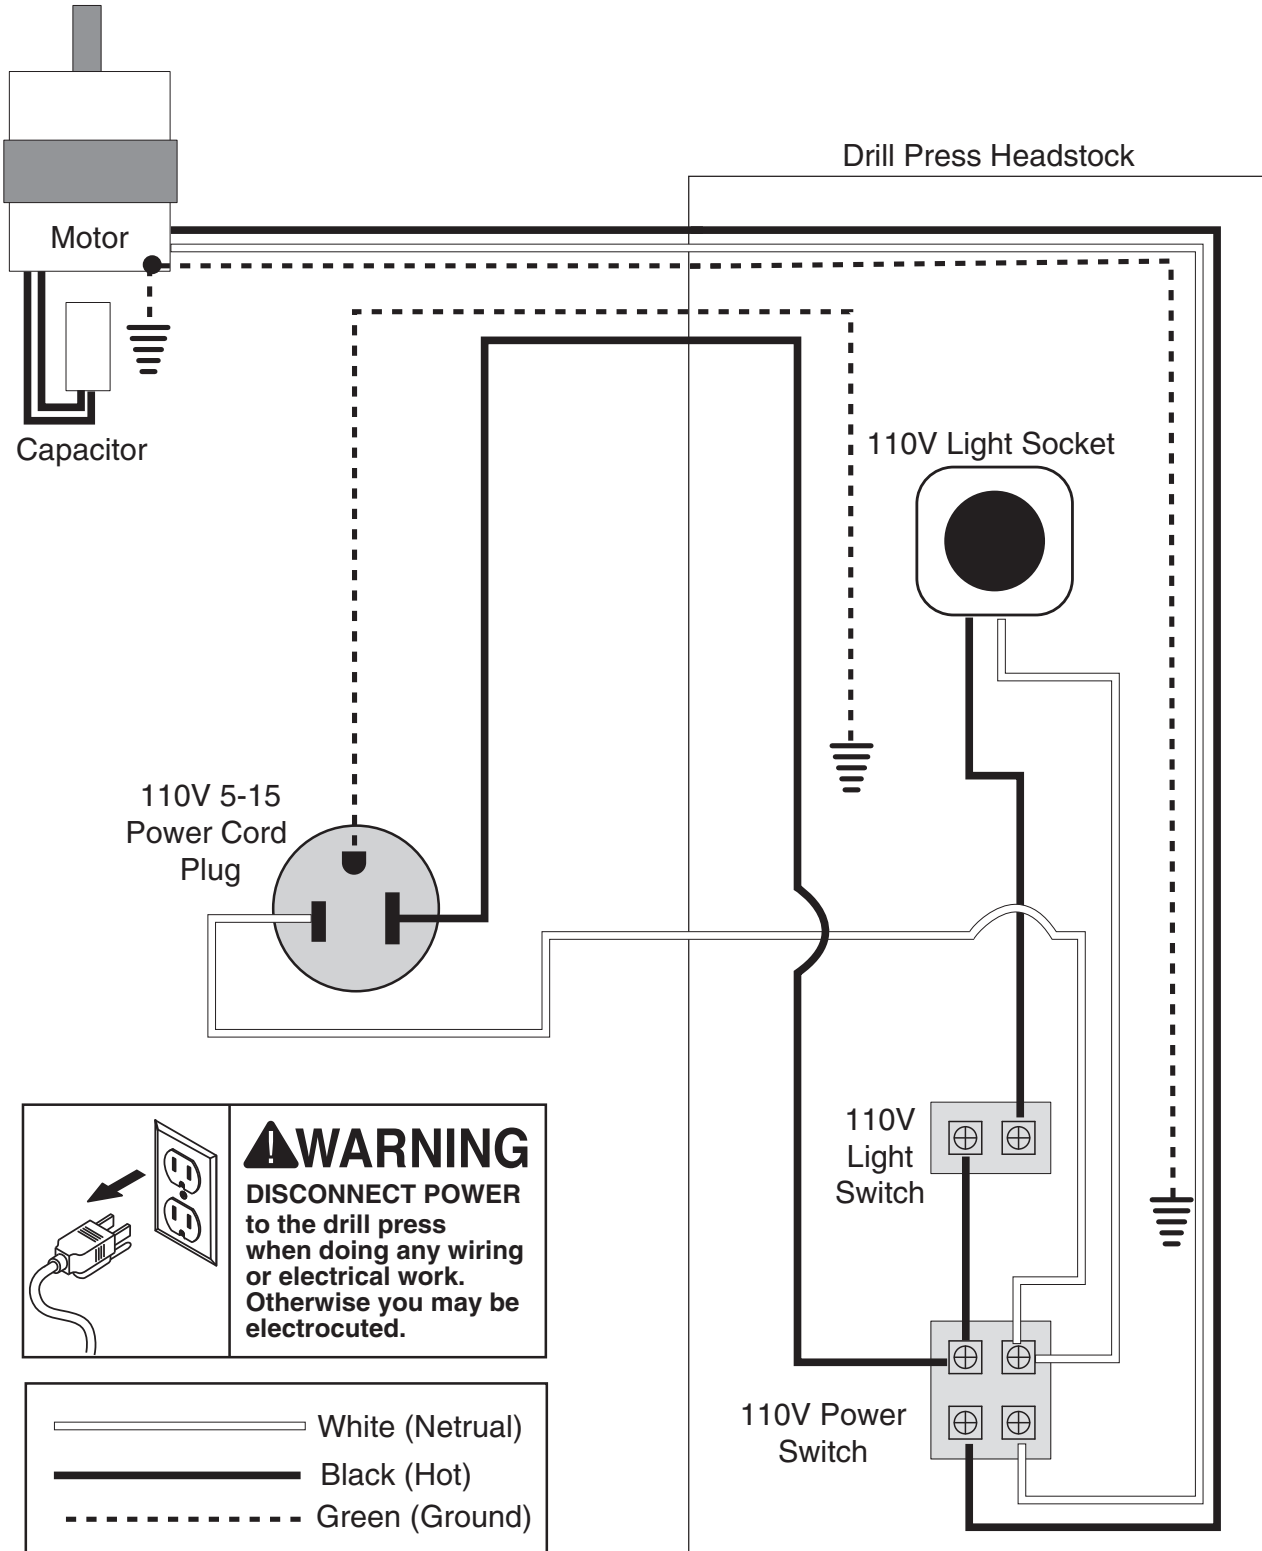 Drill Press Headstock
Motor
Capacitor
110V Light Socket
110V 5-15
Power Cord
Plug
110V
Light
Switch
WARNING
DISCONNECT POWER
to the drill press
when doing any wiring
or electrical work.
Otherwise you may be
electrocuted.
110V Power
Switch
White (Netrual)
Black (Hot)
Green (Ground)